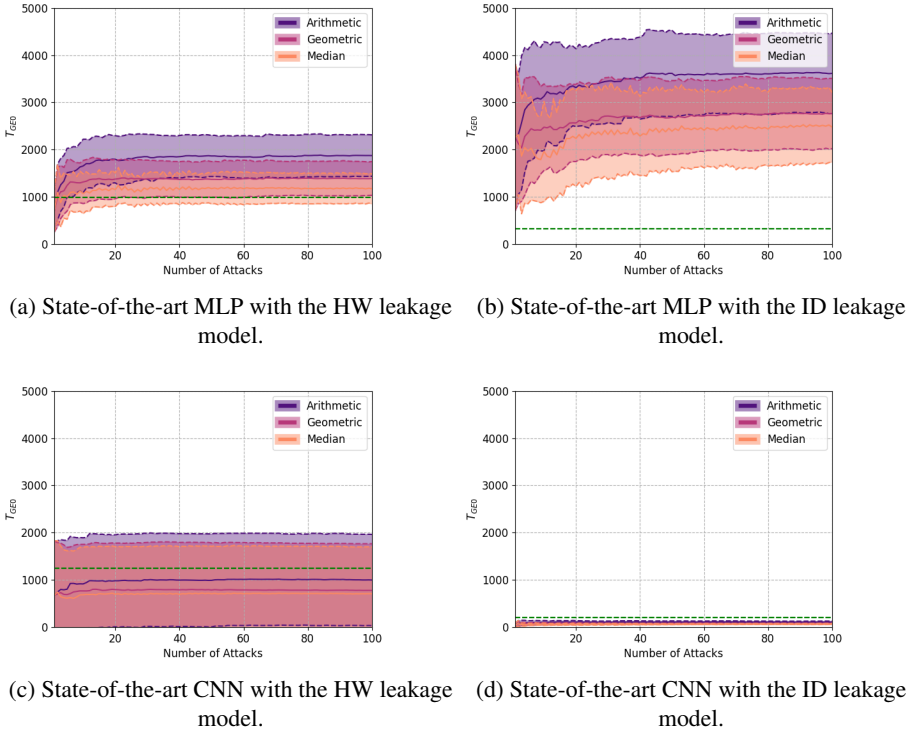 5000
4000
3000
2000
1000
0
T_GE0
20 40 60 80 100
Number of Attacks
Arithmetic
Geometric
Median
5000
4000
3000
2000
1000
0
T_GE0
20 40 60 80 100
Number of Attacks
Arithmetic
Geometric
Median
(a) State-of-the-art MLP with the HW leakage
model.
(b) State-of-the-art MLP with the ID leakage
model.
5000
4000
3000
2000
1000
0
T_GE0
20 40 60 80 100
Number of Attacks
Arithmetic
Geometric
Median
5000
4000
3000
2000
1000
0
T_GE0
20 40 60 80 100
Number of Attacks
Arithmetic
Geometric
Median
(c) State-of-the-art CNN with the HW leakage
model.
(d) State-of-the-art CNN with the ID leakage
model.